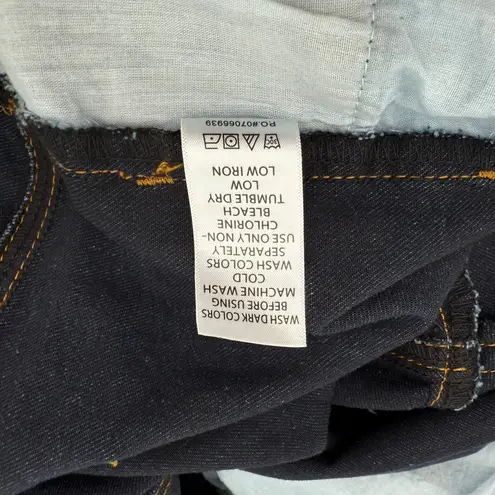 WASH DARK COLORS
BEFORE USING
MACHINE WASH
COLD
WASH COLORS
SEPARATELY
USE ONLY NON-
CHLORINE
BLEACH
TUMBLE DRY
LOW
LOW IRON
30C
P.O.#07066939